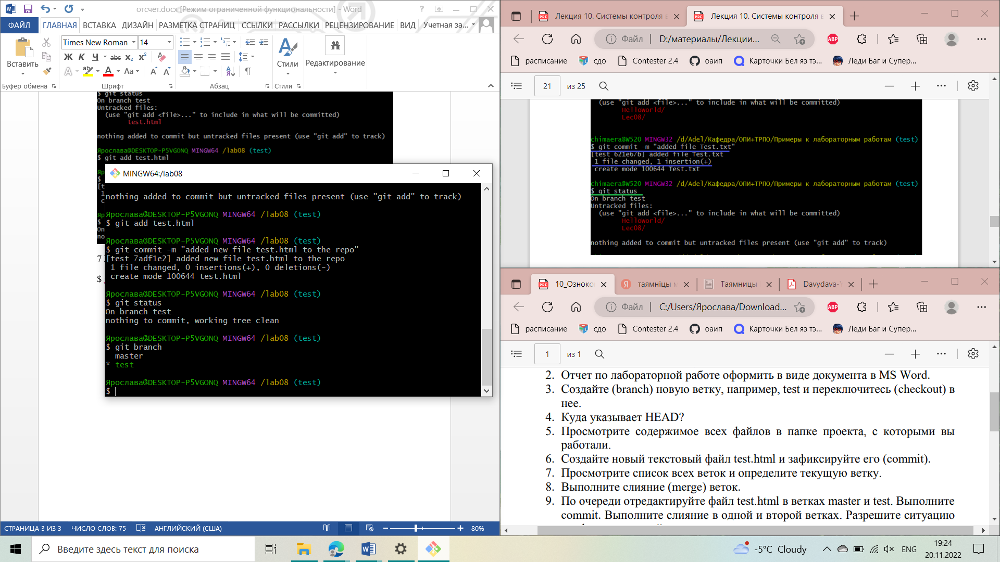 отсчёт.docx [Режим ограниченной функциональности] - Word
ФАЙЛ ГЛАВНАЯ ВСТАВКА ДИЗАЙН РАЗМЕТКА СТРАНИЦ ССЫЛКИ РАССЫЛКИ РЕЦЕНЗИРОВАНИЕ ВИД Учетная за...
Times New Roman 14
Вставить
Ж К Ч abc x₂ x²
Стили
Редактирование
Буфер обмена Шрифт Абзац Стили
$ git status
On branch test
Untracked files:
(use "git add <file>..." to include in what will be committed)
test.html
nothing added to commit but untracked files present (use "git add" to track)
Ярослава@DESKTOP-P5VGONQ MINGW64 /lab08 (test)
$ git add test.html
7
$
MINGW64:/lab08
nothing added to commit but untracked files present (use "git add" to track)
Ярослава@DESKTOP-P5VGONQ MINGW64 /lab08 (test)
$ git add test.html
Ярослава@DESKTOP-P5VGONQ MINGW64 /lab08 (test)
$ git commit -m "added new file test.html to the repo"
[test 7adf1e2] added new file test.html to the repo
1 file changed, 0 insertions(+), 0 deletions(-)
create mode 100644 test.html
Ярослава@DESKTOP-P5VGONQ MINGW64 /lab08 (test)
$ git status
On branch test
nothing to commit, working tree clean
Ярослава@DESKTOP-P5VGONQ MINGW64 /lab08 (test)
$ git branch
master
* test
Ярослава@DESKTOP-P5VGONQ MINGW64 /lab08 (test)
$
СТРАНИЦА 3 ИЗ 3 ЧИСЛО СЛОВ: 75 АНГЛИЙСКИЙ (США) 80%
Лекция 10. Системы контроля в Лекция 10. Системы контроля в
Файл D:/материалы/Лекции... ABP
расписание сдо Contester 2.4 оаип Карточки Бел яз тэ... Леди Баг и Супер...
21 из 25
(use "git add <file>..." to include in what will be committed)
HelloWorld/
Lec08/
chimaera@W520 MINGW32 /d/Adel/Кафедра/ОПИ+ТРПО/Примеры к лабораторным работам (test)
$ git commit -m "added file Test.txt"
[test 621e67b] added file Test.txt
1 file changed, 1 insertion(+)
create mode 100644 Test.txt
chimaera@W520 MINGW32 /d/Adel/Кафедра/ОПИ+ТРПО/Примеры к лабораторным работам (test)
$ git status
On branch test
Untracked files:
(use "git add <file>..." to include in what will be committed)
HelloWorld/
Lec08/
nothing added to commit but untracked files present (use "git add" to track)
10_Озноко таямніцы м Таямницы Davydava-
Файл C:/Users/Ярослава/Download... ABP
расписание сдо Contester 2.4 оаип Карточки Бел яз тэ... Леди Баг и Супер...
1 из 1
2. Отчет по лабораторной работе оформить в виде документа в MS Word.
3. Создайте (branch) новую ветку, например, test и переключитесь (checkout) в
нее.
4. Куда указывает HEAD?
5. Просмотрите содержимое всех файлов в папке проекта, с которыми вы
работали.
6. Создайте новый текстовый файл test.html и зафиксируйте его (commit).
7. Просмотрите список всех веток и определите текущую ветку.
8. Выполните слияние (merge) веток.
9. По очереди отредактируйте файл test.html в ветках master и test. Выполните
commit. Выполните слияние в одной и второй ветках. Разрешите ситуацию
Введите здесь текст для поиска
-5°C Cloudy ENG
19:24
20.11.2022